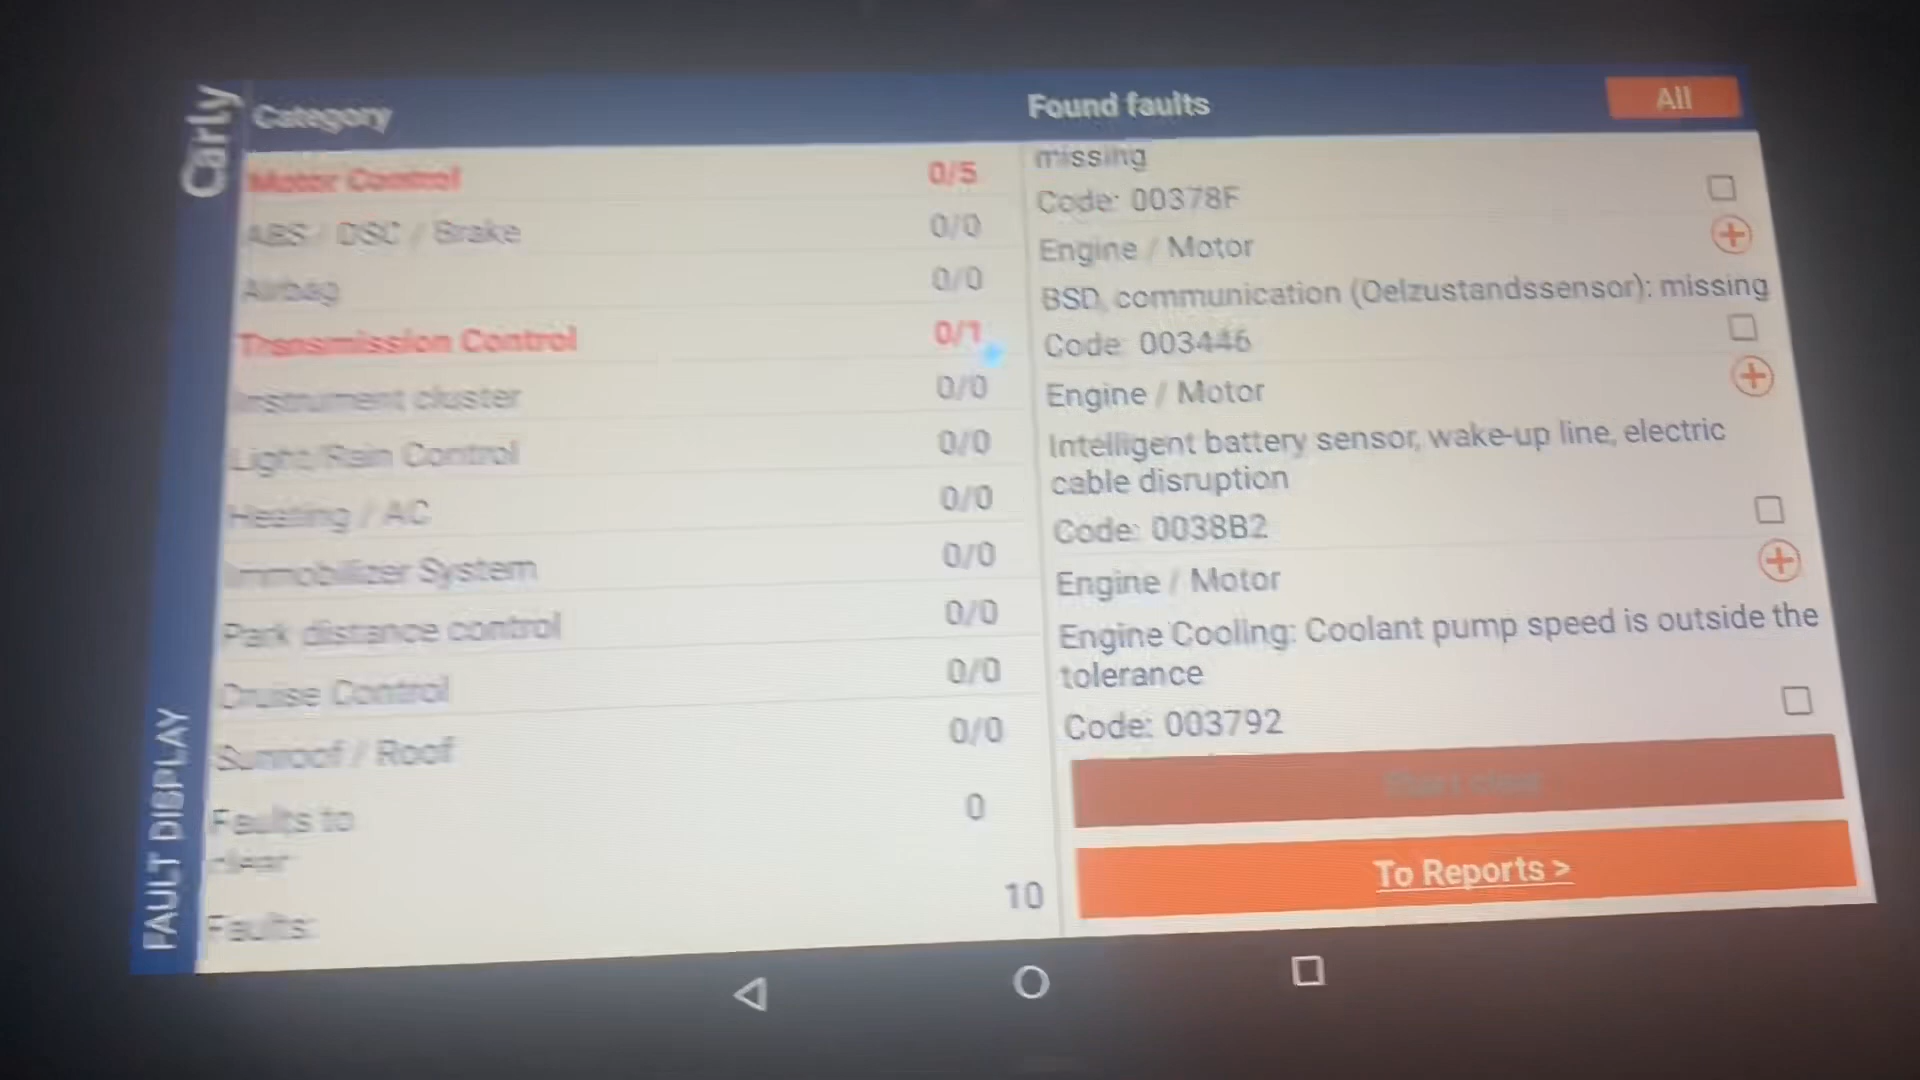 Carly
FAULT DISPLAY
Category
Motor Control 0/5
ABS / DSC / Brake 0/0
Airbag 0/0
Transmission Control 0/1
Instrument cluster 0/0
Light/Rain Control 0/0
Heating / AC 0/0
Immobilizer System 0/0
Park distance control 0/0
Cruise Control 0/0
Sunroof / Roof 0/0
Faults to 0
clear
Faults: 10
Found faults
All
missing
Code: 00378F
Engine / Motor
BSD, communication (Oelzustandssensor): missing
Code: 003446
Engine / Motor
Intelligent battery sensor, wake-up line, electric
cable disruption
Code: 0038B2
Engine / Motor
Engine Cooling: Coolant pump speed is outside the
tolerance
Code: 003792
Start clear
To Reports >